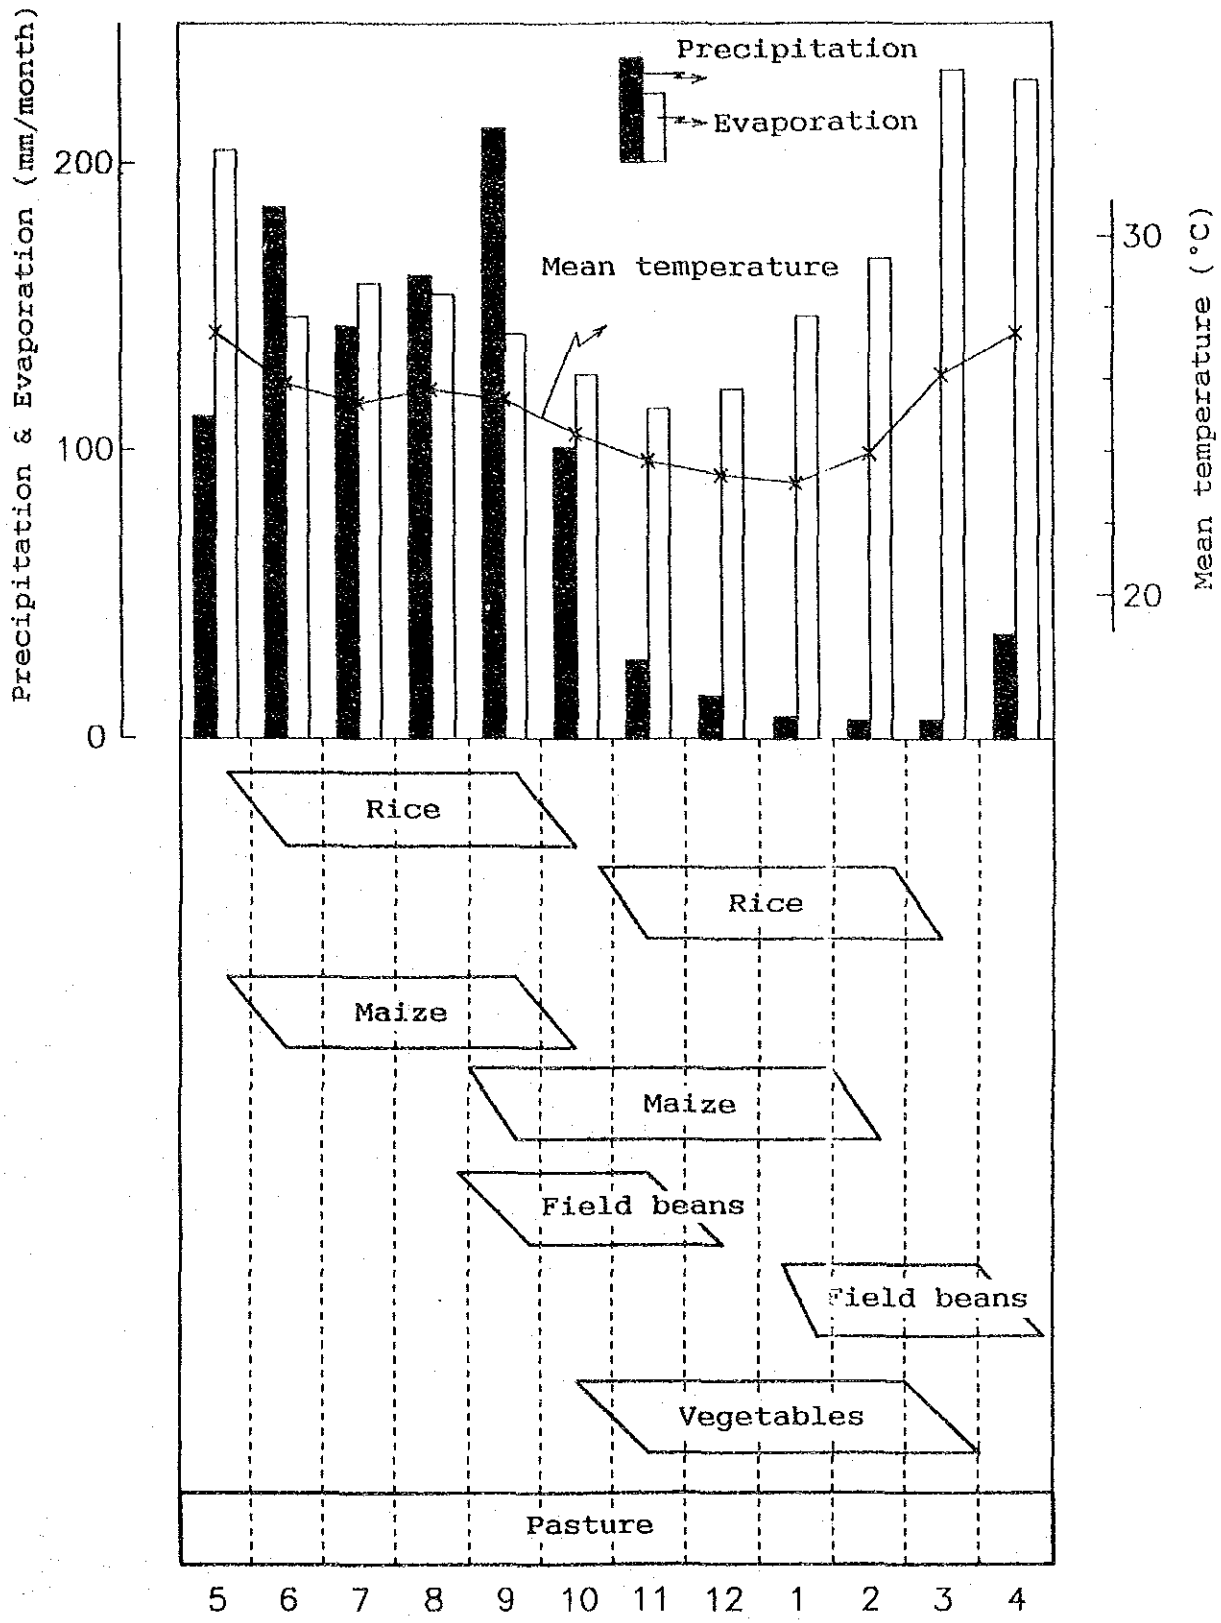 Precipitation & Evaporation (mm/month)
200
100
0
Precipitation
Evaporation
Mean temperature
30
20
Mean temperature (°C)
Rice
Rice
Maize
Maize
Field beans
Field beans
Vegetables
Pasture
5 6 7 8 9 10 11 12 1 2 3 4